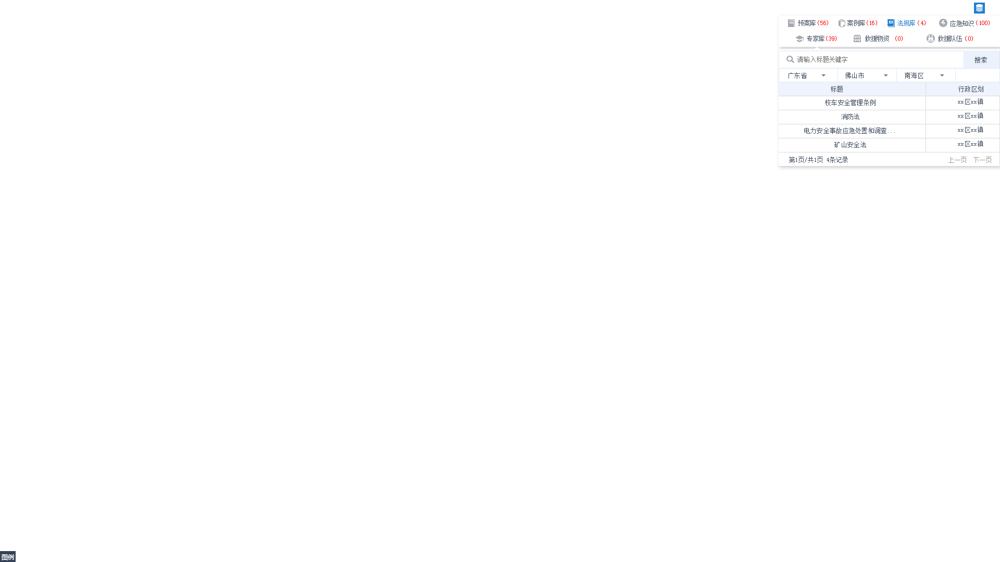 预案库(56) 案例库(16) 法规库(4) 应急知识(100)
专家库(39) 救援物资 (0) 救援队伍(0)
请输入标题关键字 搜索
广东省 佛山市 南海区
标题 行政区划
校车安全管理条例 xx区xx镇
消防法 xx区xx镇
电力安全事故应急处置和调查... xx区xx镇
矿山安全法 xx区xx镇
第1页/共1页 4条记录 上一页 下一页
图例